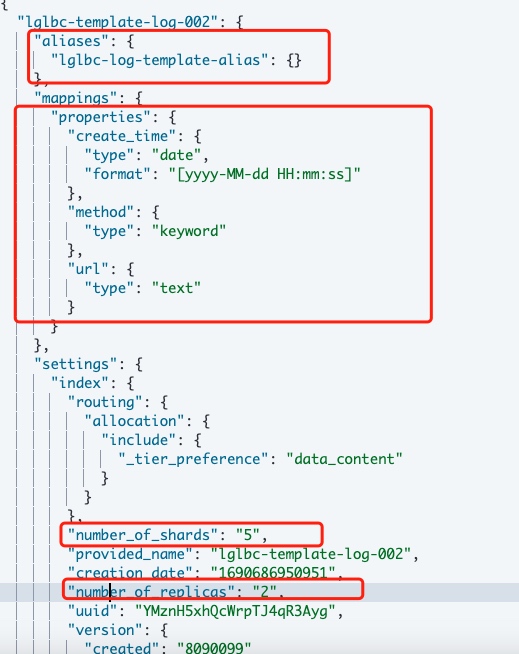 {
"lglbc-template-log-002": {
"aliases": {
"lglbc-log-template-alias": {}
},
"mappings": {
"properties": {
"create_time": {
"type": "date",
"format": "[yyyy-MM-dd HH:mm:ss]"
},
"method": {
"type": "keyword"
},
"url": {
"type": "text"
}
}
},
"settings": {
"index": {
"routing": {
"allocation": {
"include": {
"_tier_preference": "data_content"
}
}
},
"number_of_shards": "5",
"provided_name": "lglbc-template-log-002",
"creation_date": "1690686950951",
"number_of_replicas": "2",
"uuid": "YMznH5xhQcWrpTJ4qR3Ayg",
"version": {
"created": "8090099"